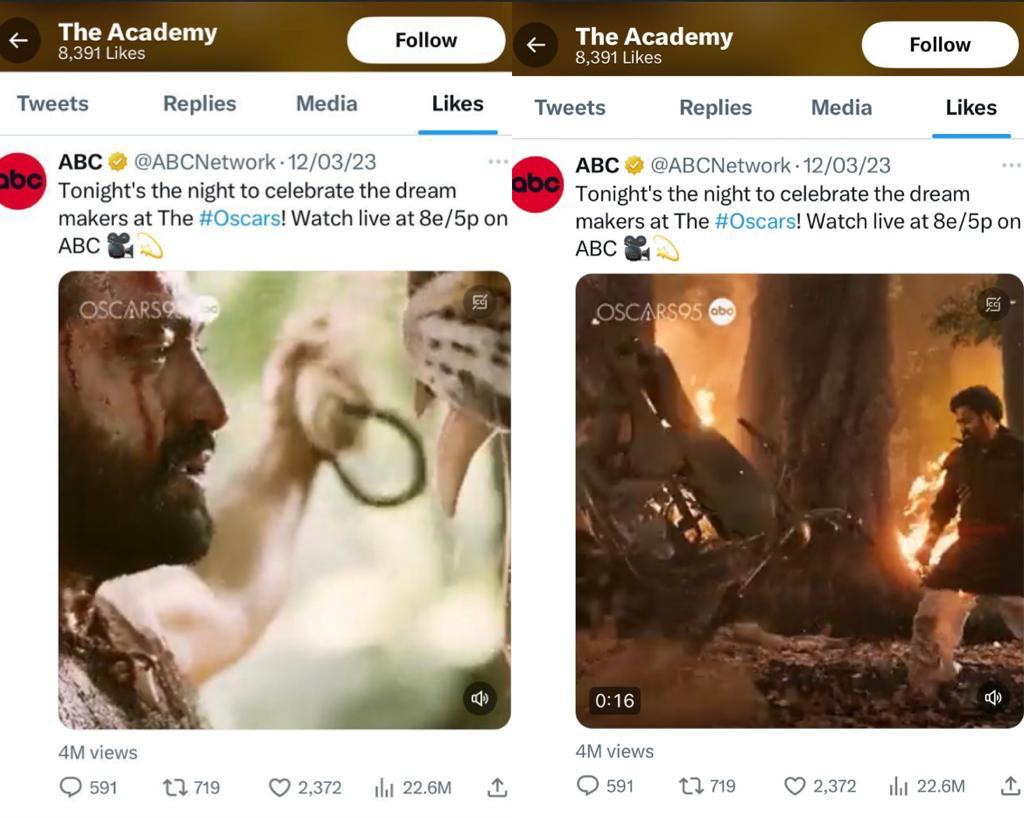 The Academy
8,391 Likes
Follow
Tweets Replies Media Likes
abc
ABC @ABCNetwork · 12/03/23
Tonight's the night to celebrate the dream
makers at The #Oscars! Watch live at 8e/5p on
ABC 🎥💫
OSCARS95 abc
4M views
591 719 2,372 22.6M
The Academy
8,391 Likes
Follow
Tweets Replies Media Likes
abc
ABC @ABCNetwork · 12/03/23
Tonight's the night to celebrate the dream
makers at The #Oscars! Watch live at 8e/5p on
ABC 🎥💫
OSCARS95 abc
0:16
4M views
591 719 2,372 22.6M